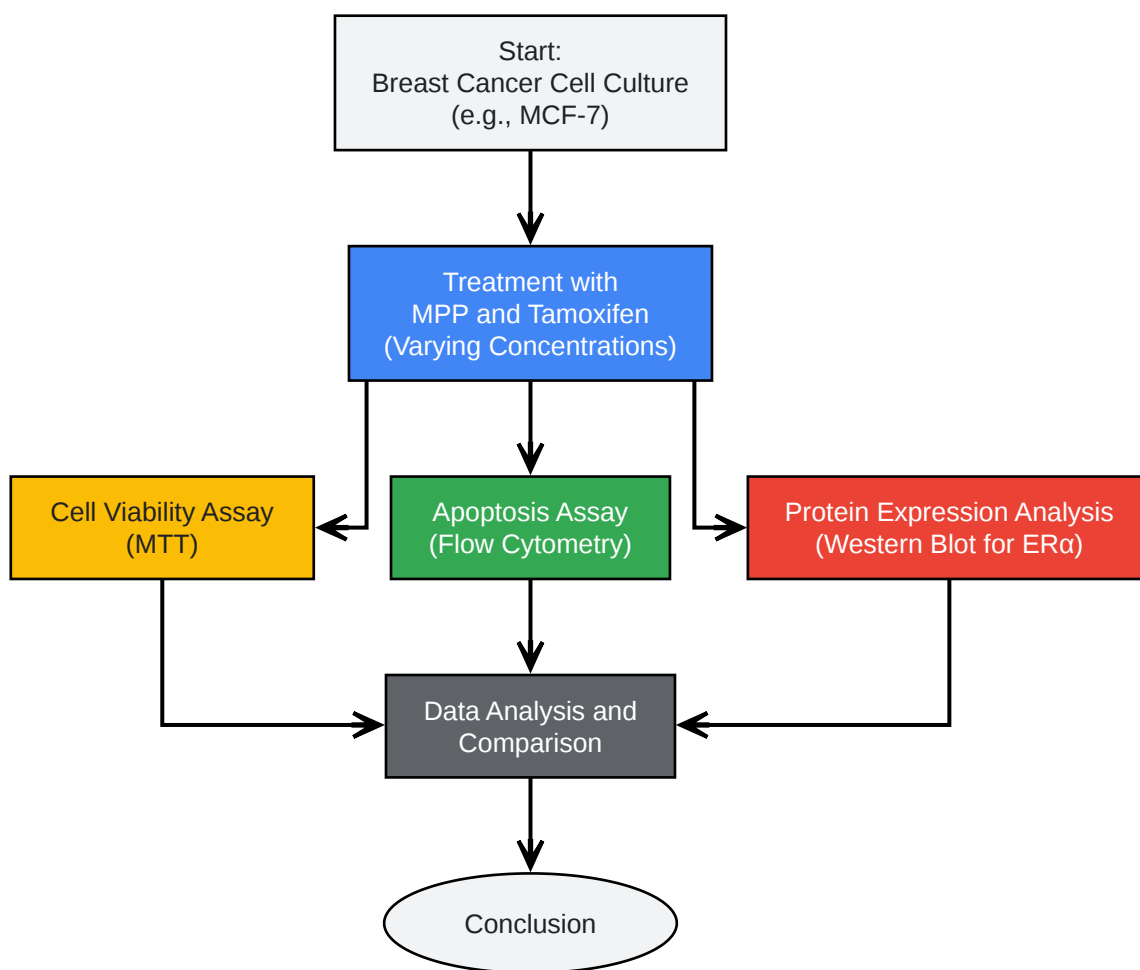 Start:
Breast Cancer Cell Culture
(e.g., MCF-7)
Treatment with
MPP and Tamoxifen
(Varying Concentrations)
Cell Viability Assay
(MTT)
Apoptosis Assay
(Flow Cytometry)
Protein Expression Analysis
(Western Blot for ERα)
Data Analysis and
Comparison
Conclusion